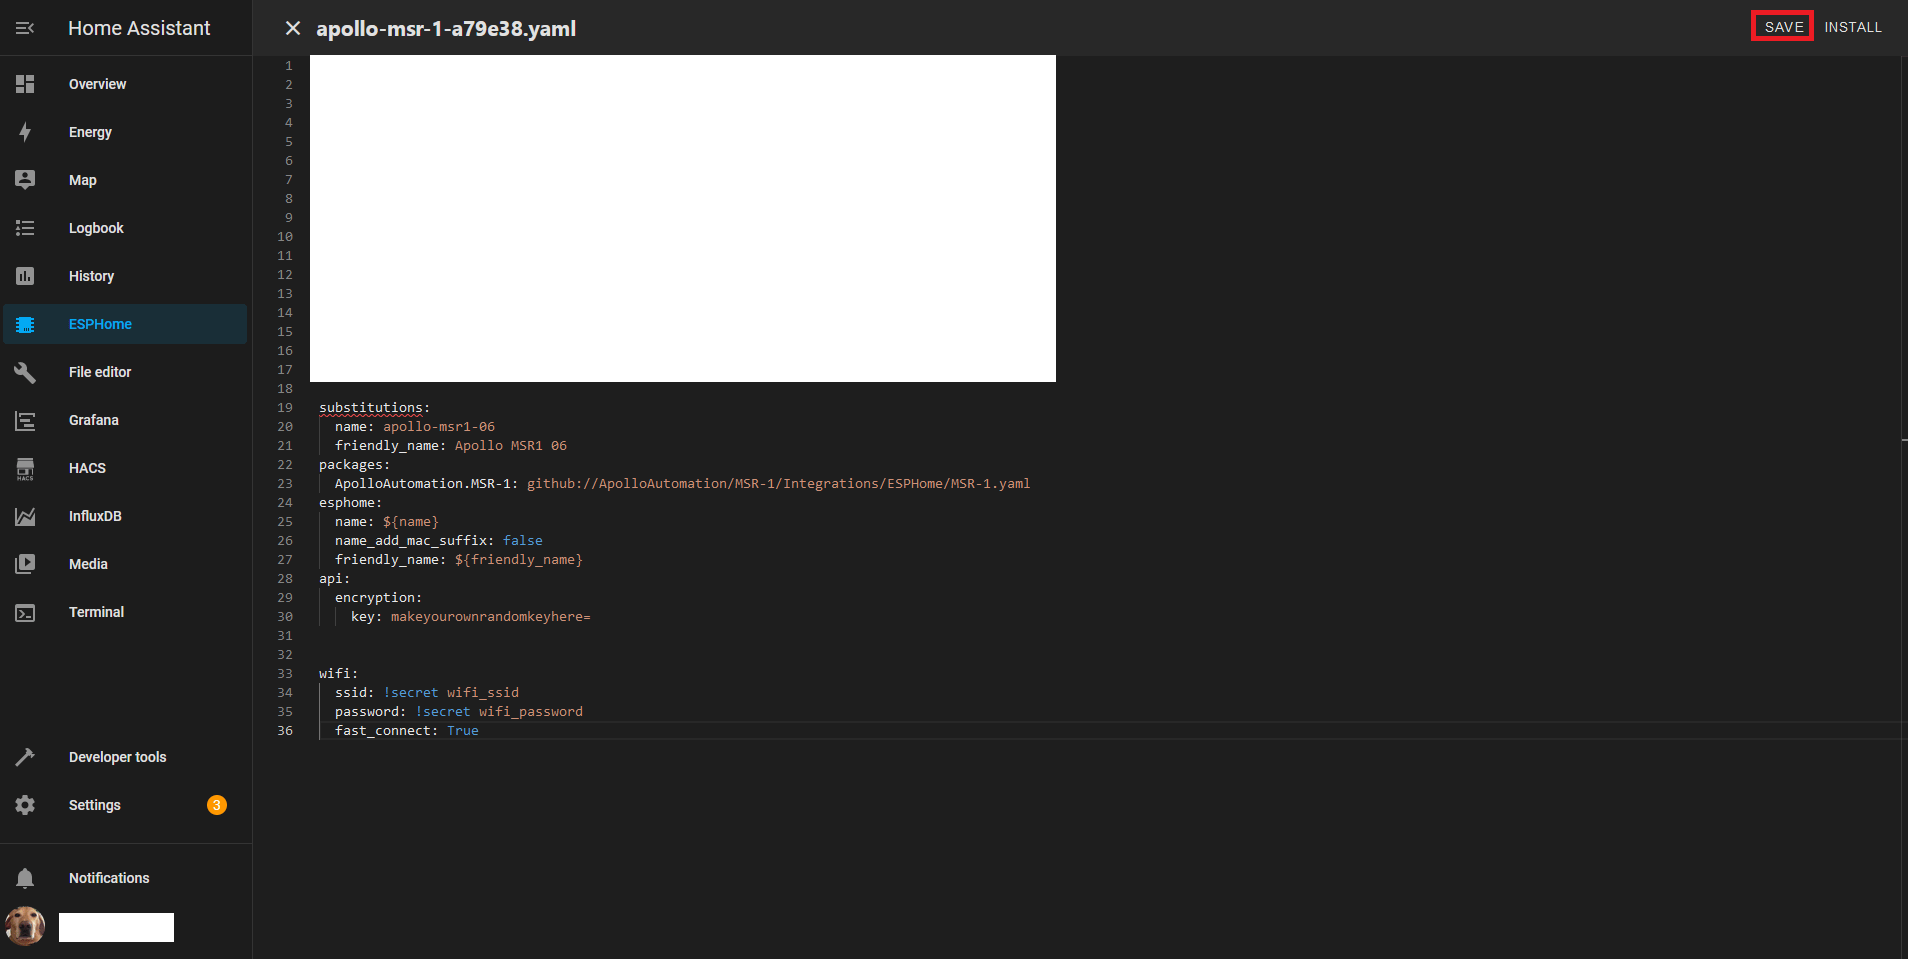 Home Assistant
Overview
Energy
Map
Logbook
History
ESPHome
File editor
Grafana
HACS
HACS
InfluxDB
Media
Terminal
Developer tools
Settings 3
Notifications
apollo-msr-1-a79e38.yaml
SAVE INSTALL
1
2
3
4
5
6
7
8
9
10
11
12
13
14
15
16
17
18
19 substitutions:
20   name: apollo-msr1-06
21   friendly_name: Apollo MSR1 06
22 packages:
23   ApolloAutomation.MSR-1: github://ApolloAutomation/MSR-1/Integrations/ESPHome/MSR-1.yaml
24 esphome:
25   name: ${name}
26   name_add_mac_suffix: false
27   friendly_name: ${friendly_name}
28 api:
29   encryption:
30     key: makeyourownrandomkeyhere=
31
32
33 wifi:
34   ssid: !secret wifi_ssid
35   password: !secret wifi_password
36   fast_connect: True